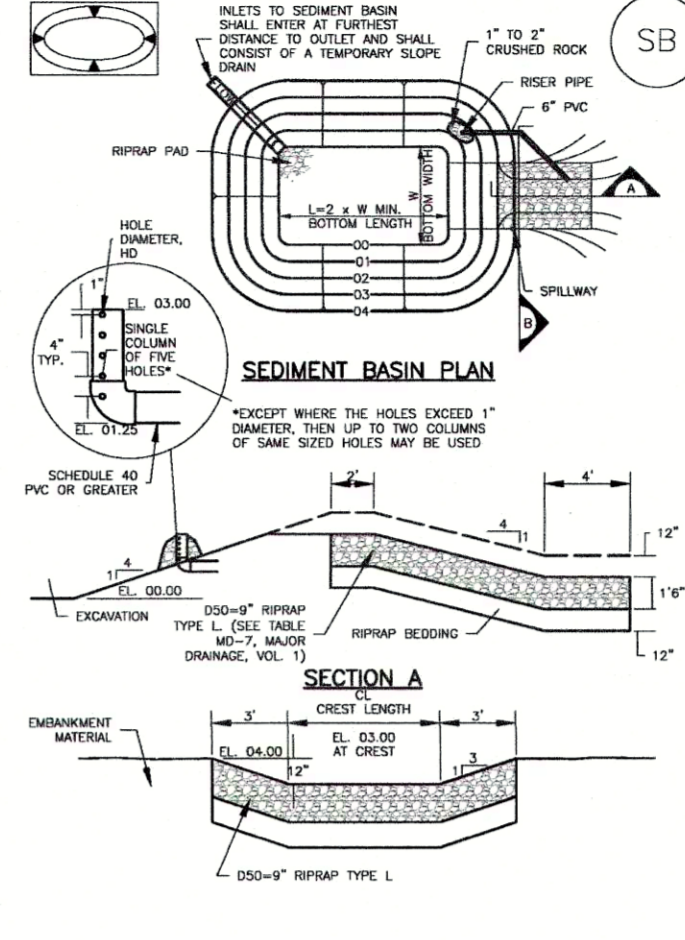 INLETS TO SEDIMENT BASIN
SHALL ENTER AT FURTHEST
DISTANCE TO OUTLET AND SHALL
CONSIST OF A TEMPORARY SLOPE
DRAIN
1" TO 2"
CRUSHED ROCK
SB
RISER PIPE
6" PVC
FLOW
RIPRAP PAD
L=2 x W MIN.
BOTTOM LENGTH
W
BOTTOM WIDTH
A
00
01
02
03
04
SPILLWAY
B
HOLE
DIAMETER,
HD
1"
EL. 03.00
4"
TYP.
SINGLE
COLUMN
OF FIVE
HOLES*
EL. 01.25
SEDIMENT BASIN PLAN
*EXCEPT WHERE THE HOLES EXCEED 1"
DIAMETER, THEN UP TO TWO COLUMNS
OF SAME SIZED HOLES MAY BE USED
SCHEDULE 40
PVC OR GREATER
2'
4'
4
1
12"
4
1
EL. 00.00
EXCAVATION
D50=9" RIPRAP
TYPE L. (SEE TABLE
MD-7, MAJOR
DRAINAGE, VOL. 1)
RIPRAP BEDDING
1'6"
12"
SECTION A
CL
CREST LENGTH
3'
3'
EMBANKMENT
MATERIAL
EL. 04.00
EL. 03.00
AT CREST
12"
3
1
D50=9" RIPRAP TYPE L